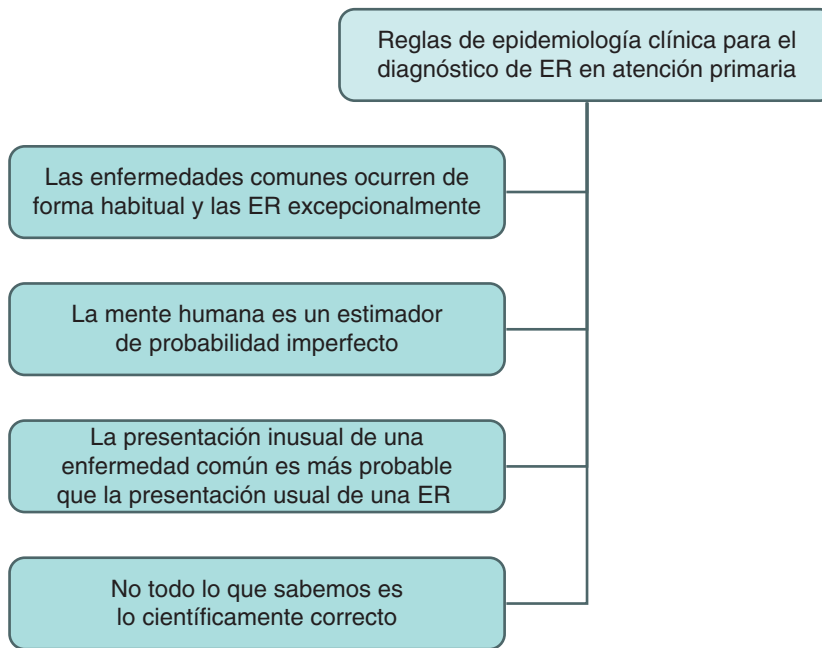 Reglas de epidemiología clínica para el
diagnóstico de ER en atención primaria
Las enfermedades comunes ocurren de
forma habitual y las ER excepcionalmente
La mente humana es un estimador
de probabilidad imperfecto
La presentación inusual de una
enfermedad común es más probable
que la presentación usual de una ER
No todo lo que sabemos es
lo científicamente correcto